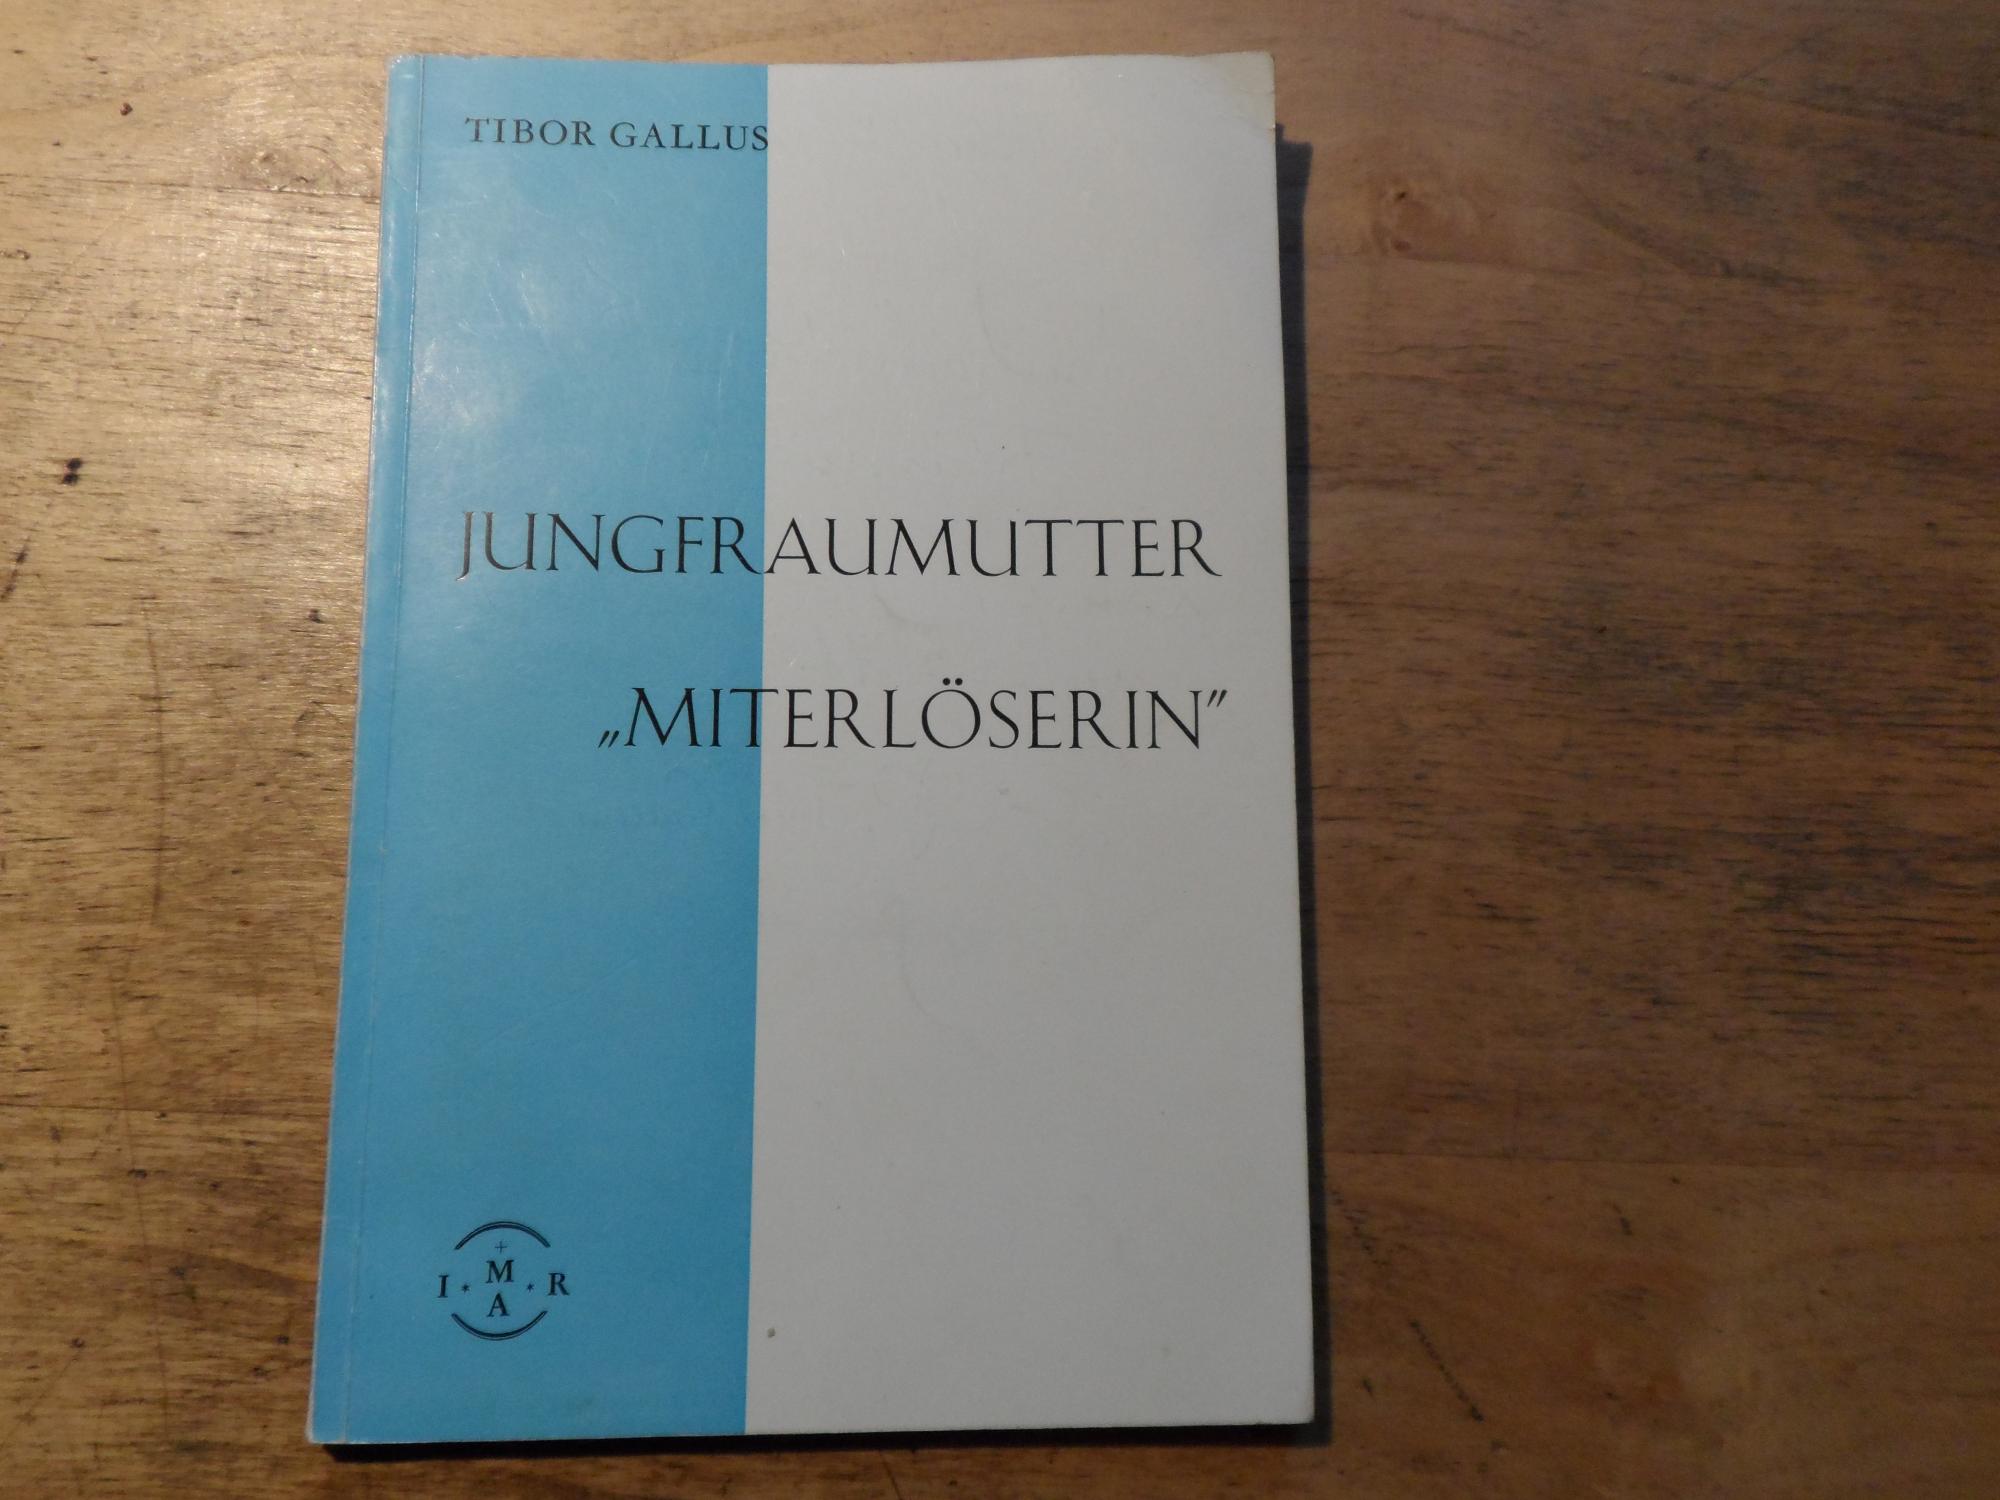 TIBOR GALLUS
JUNGFRAUMUTTER
„MITERLÖSERIN”
+
I * M * R
A